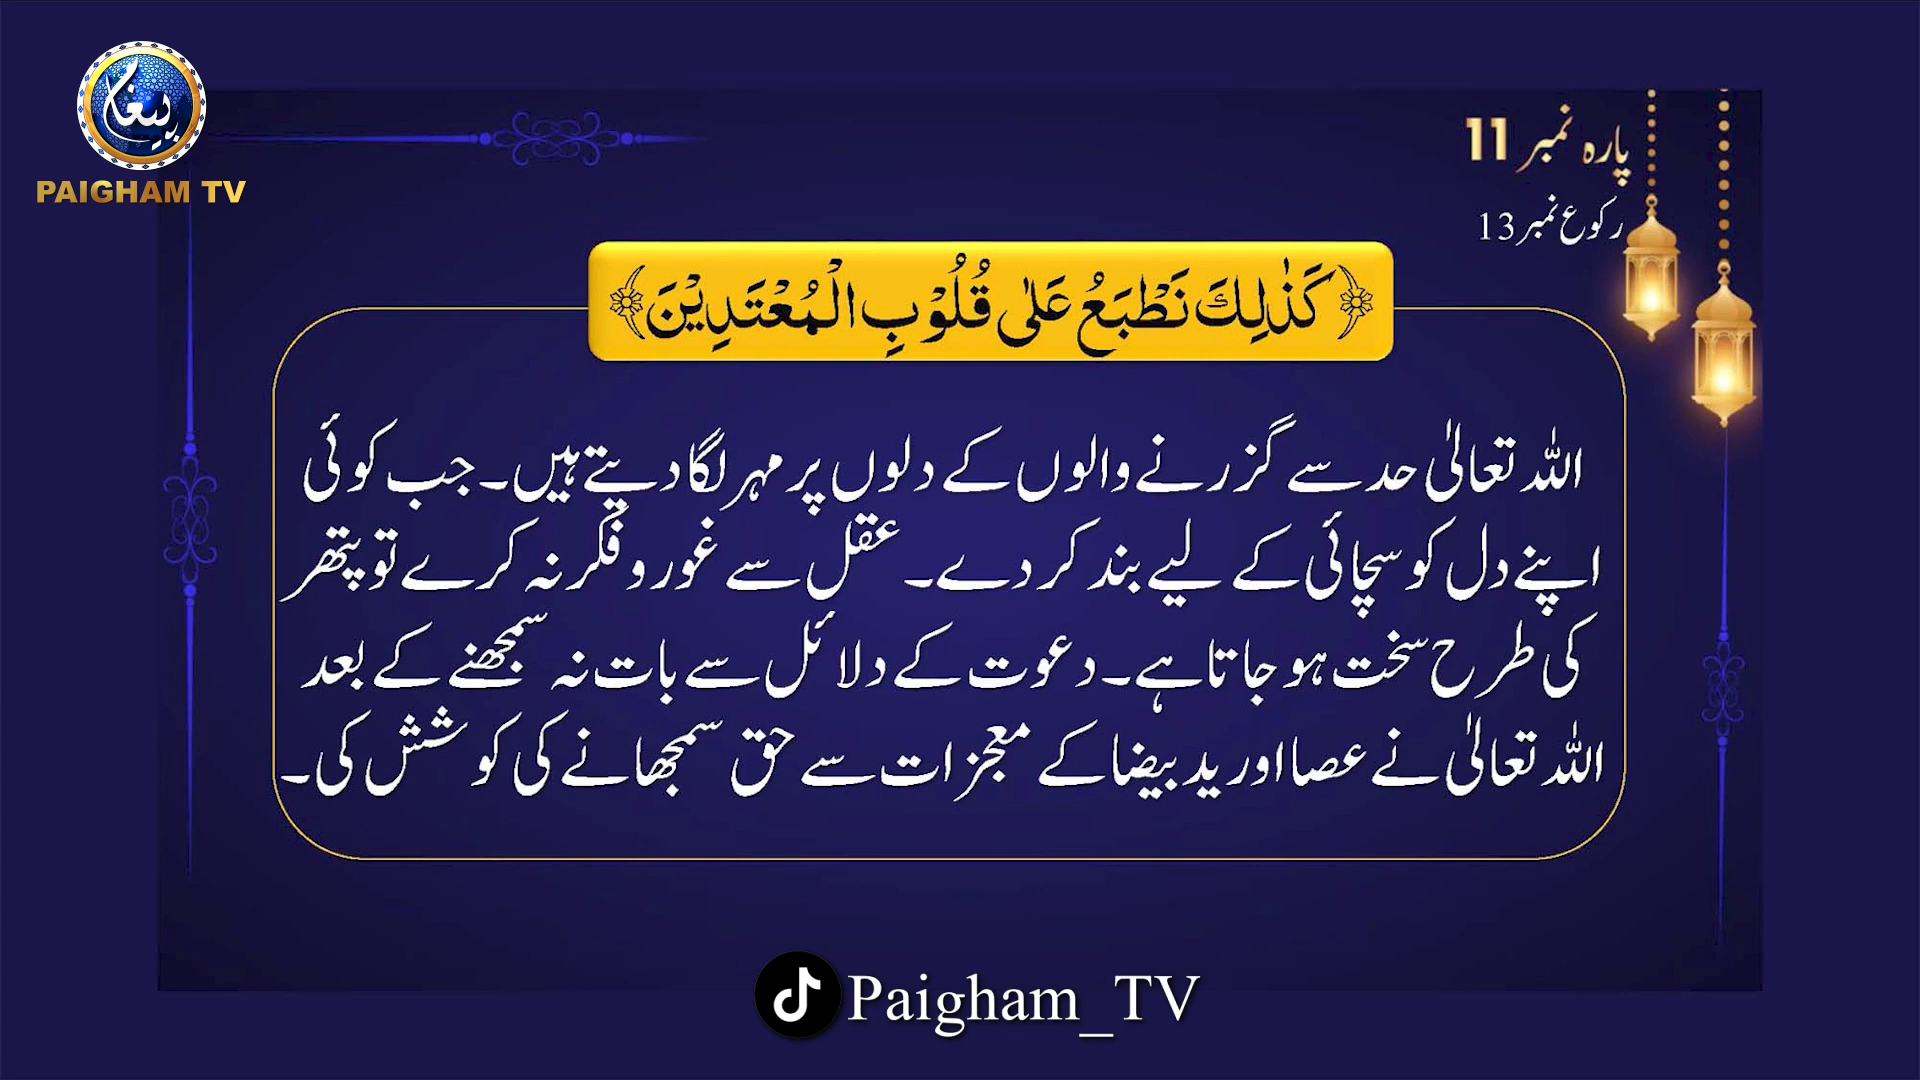 پیغام
PAIGHAM TV
پارہ نمبر 11
رکوع نمبر 13
﴿كَذٰلِكَ نَطْبَعُ عَلٰى قُلُوْبِ الْمُعْتَدِيْنَ﴾
اللہ تعالیٰ حد سے گزرنے والوں کے دلوں پر مہر لگا دیتے ہیں۔ جب کوئی
اپنے دل کو سچائی کے لیے بند کر دے۔ عقل سے غور و فکر نہ کرے تو پتھر
کی طرح سخت ہو جاتا ہے۔ دعوت کے دلائل سے بات نہ سمجھنے کے بعد
اللہ تعالیٰ نے عصا اور ید بیضا کے معجزات سے حق سمجھانے کی کوشش کی۔
Paigham_TV